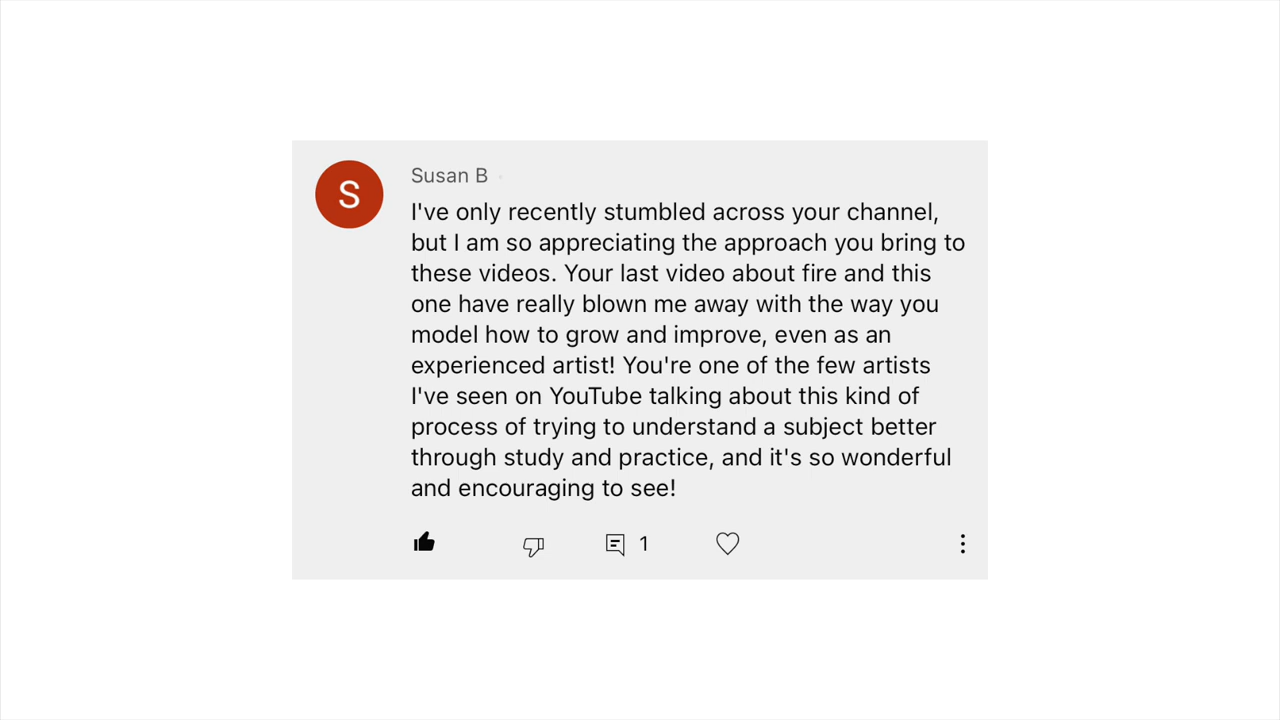 S
Susan B
I've only recently stumbled across your channel,
but I am so appreciating the approach you bring to
these videos. Your last video about fire and this
one have really blown me away with the way you
model how to grow and improve, even as an
experienced artist! You're one of the few artists
I've seen on YouTube talking about this kind of
process of trying to understand a subject better
through study and practice, and it's so wonderful
and encouraging to see!
1